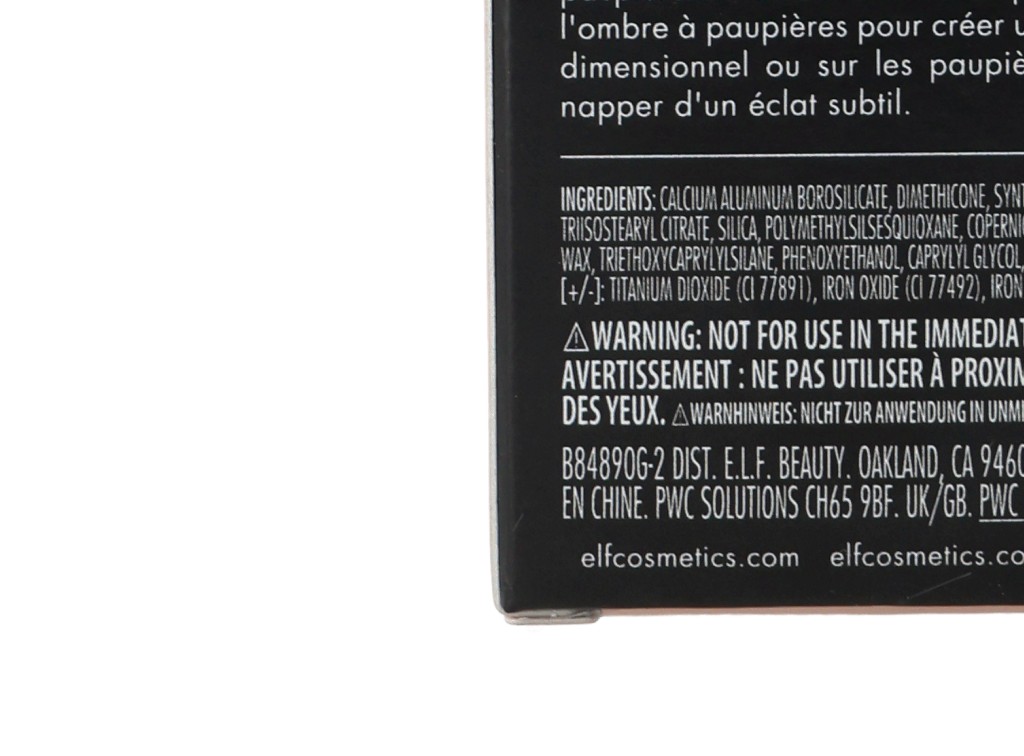 l'ombre à paupières pour créer
dimensionnel ou sur les
napper d'un éclat subtil.
INGREDIENTS: CALCIUM ALUMINUM BOROSILICATE, DIMETHICONE,
TRIISOSTEARYL CITRATE, SILICA, POLYMETHYLSILSESQUIOXANE,
WAX, TRIETHOXYCAPRYLYLSILANE, PHENOXYETHANOL, CAPRYLYL GLYCOL,
[+/-]: TITANIUM DIOXIDE (CI 77891), IRON OXIDE (CI 77492), IRON
⚠WARNING: NOT FOR USE IN THE
AVERTISSEMENT : NE PAS UTILISER À
DES YEUX. ⚠WARNHINWEIS: NICHT ZUR ANWENDUNG IN
B84890G-2 DIST. E.L.F. BEAUTY. OAKLAND, CA
EN CHINE. PWC SOLUTIONS CH65 9BF. UK/GB. PWC
elfcosmetics.com